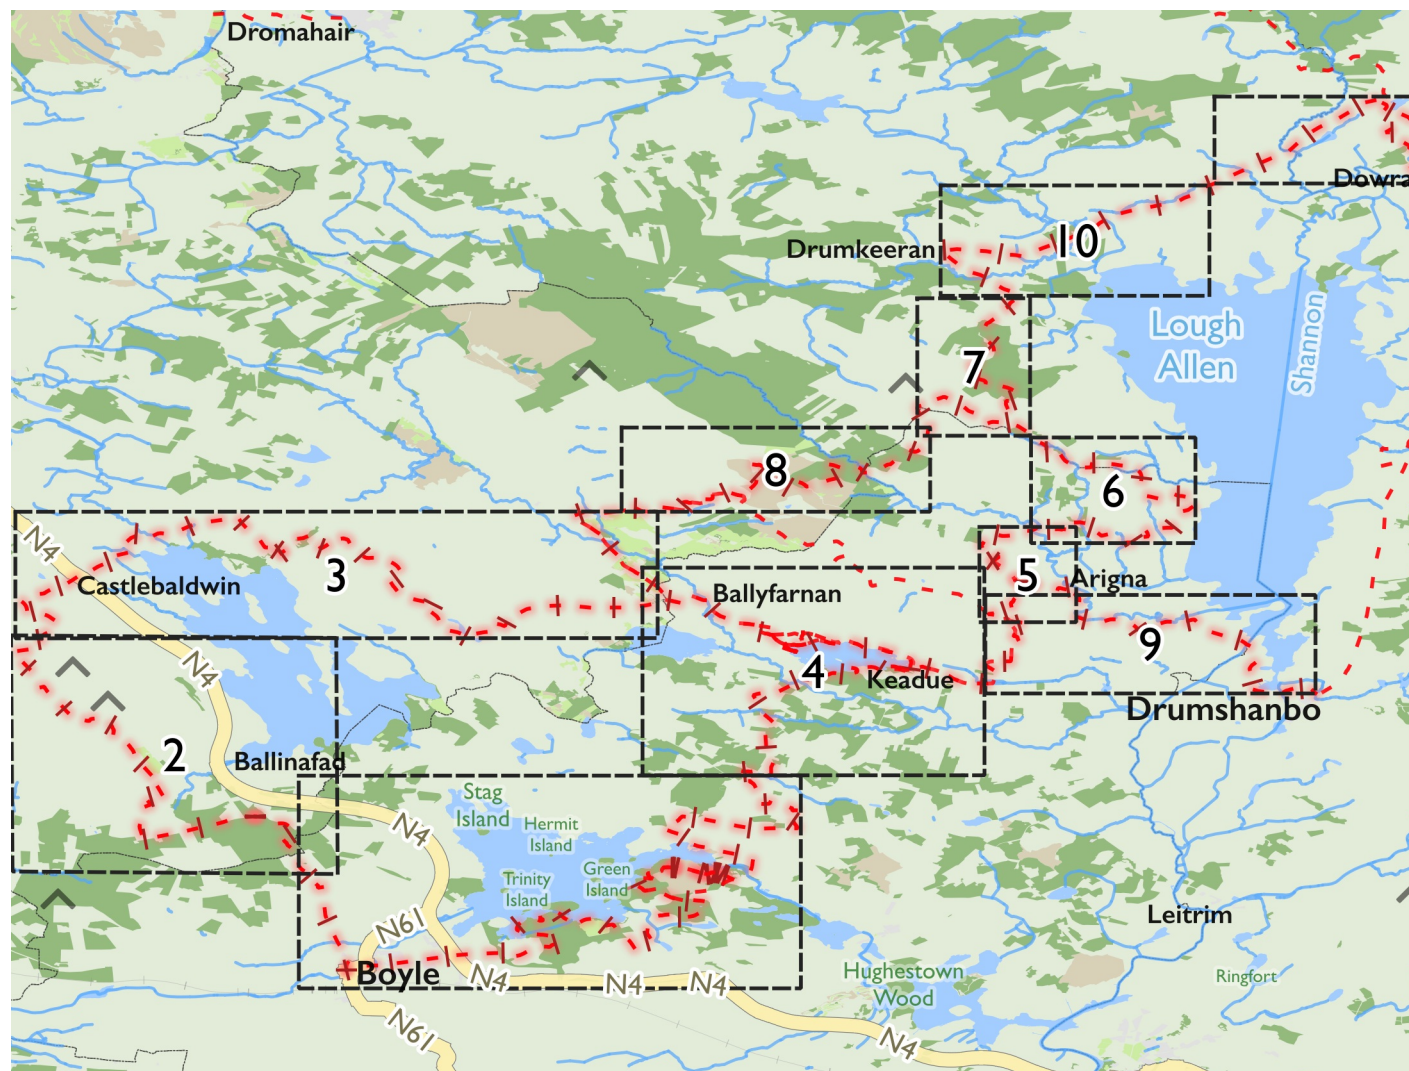 Dromahair
Drumkeeran
10
Dowra
Lough
Allen
Shannon
7
8
6
N4
Castlebaldwin
3
5
Arigna
Ballyfarnan
4
Keadue
9
Drumshanbo
N4
2
Ballinafad
Stag
Island
Hermit
Island
N4
Green
Island
Trinity
Island
Leitrim
N61
Boyle
N4
N4
N4
Hughestown
Wood
Ringfort
N61
N4